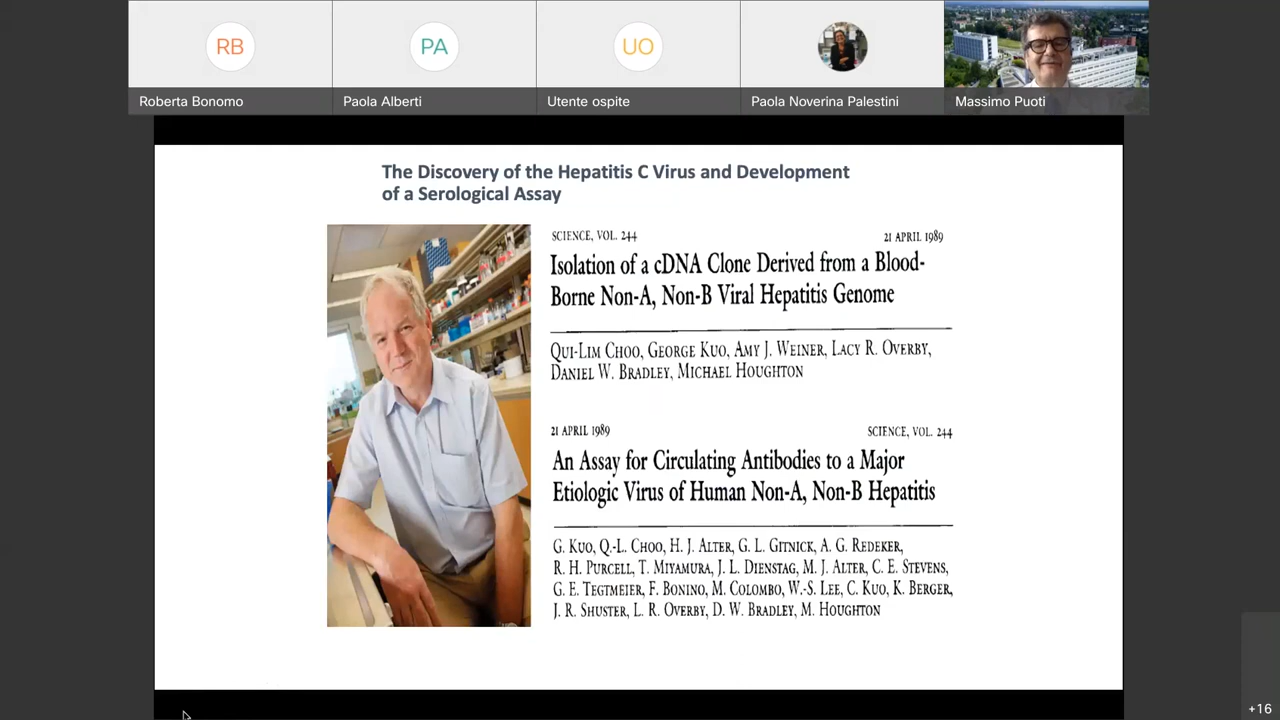 RB
PA
UO
Roberta Bonomo
Paola Alberti
Utente ospite
Paola Noverina Palestini
Massimo Puoti
The Discovery of the Hepatitis C Virus and Development
of a Serological Assay
SCIENCE, VOL. 244
21 APRIL 1989
Isolation of a cDNA Clone Derived from a Blood-
Borne Non-A, Non-B Viral Hepatitis Genome
QUI-LIM CHOO, GEORGE KUO, AMY J. WEINER, LACY R. OVERBY,
DANIEL W. BRADLEY, MICHAEL HOUGHTON
21 APRIL 1989
SCIENCE, VOL. 244
An Assay for Circulating Antibodies to a Major
Etiologic Virus of Human Non-A, Non-B Hepatitis
G. KUO, Q.-L. CHOO, H. J. ALTER, G. L. GITNICK, A. G. REDEKER,
R. H. PURCELL, T. MIYAMURA, J. L. DIENSTAG, M. J. ALTER, C. E. STEVENS,
G. E. TEGTMEIER, F. BONINO, M. COLOMBO, W.-S. LEE, C. KUO, K. BERGER,
J. R. SHUSTER, L. R. OVERBY, D. W. BRADLEY, M. HOUGHTON
+16